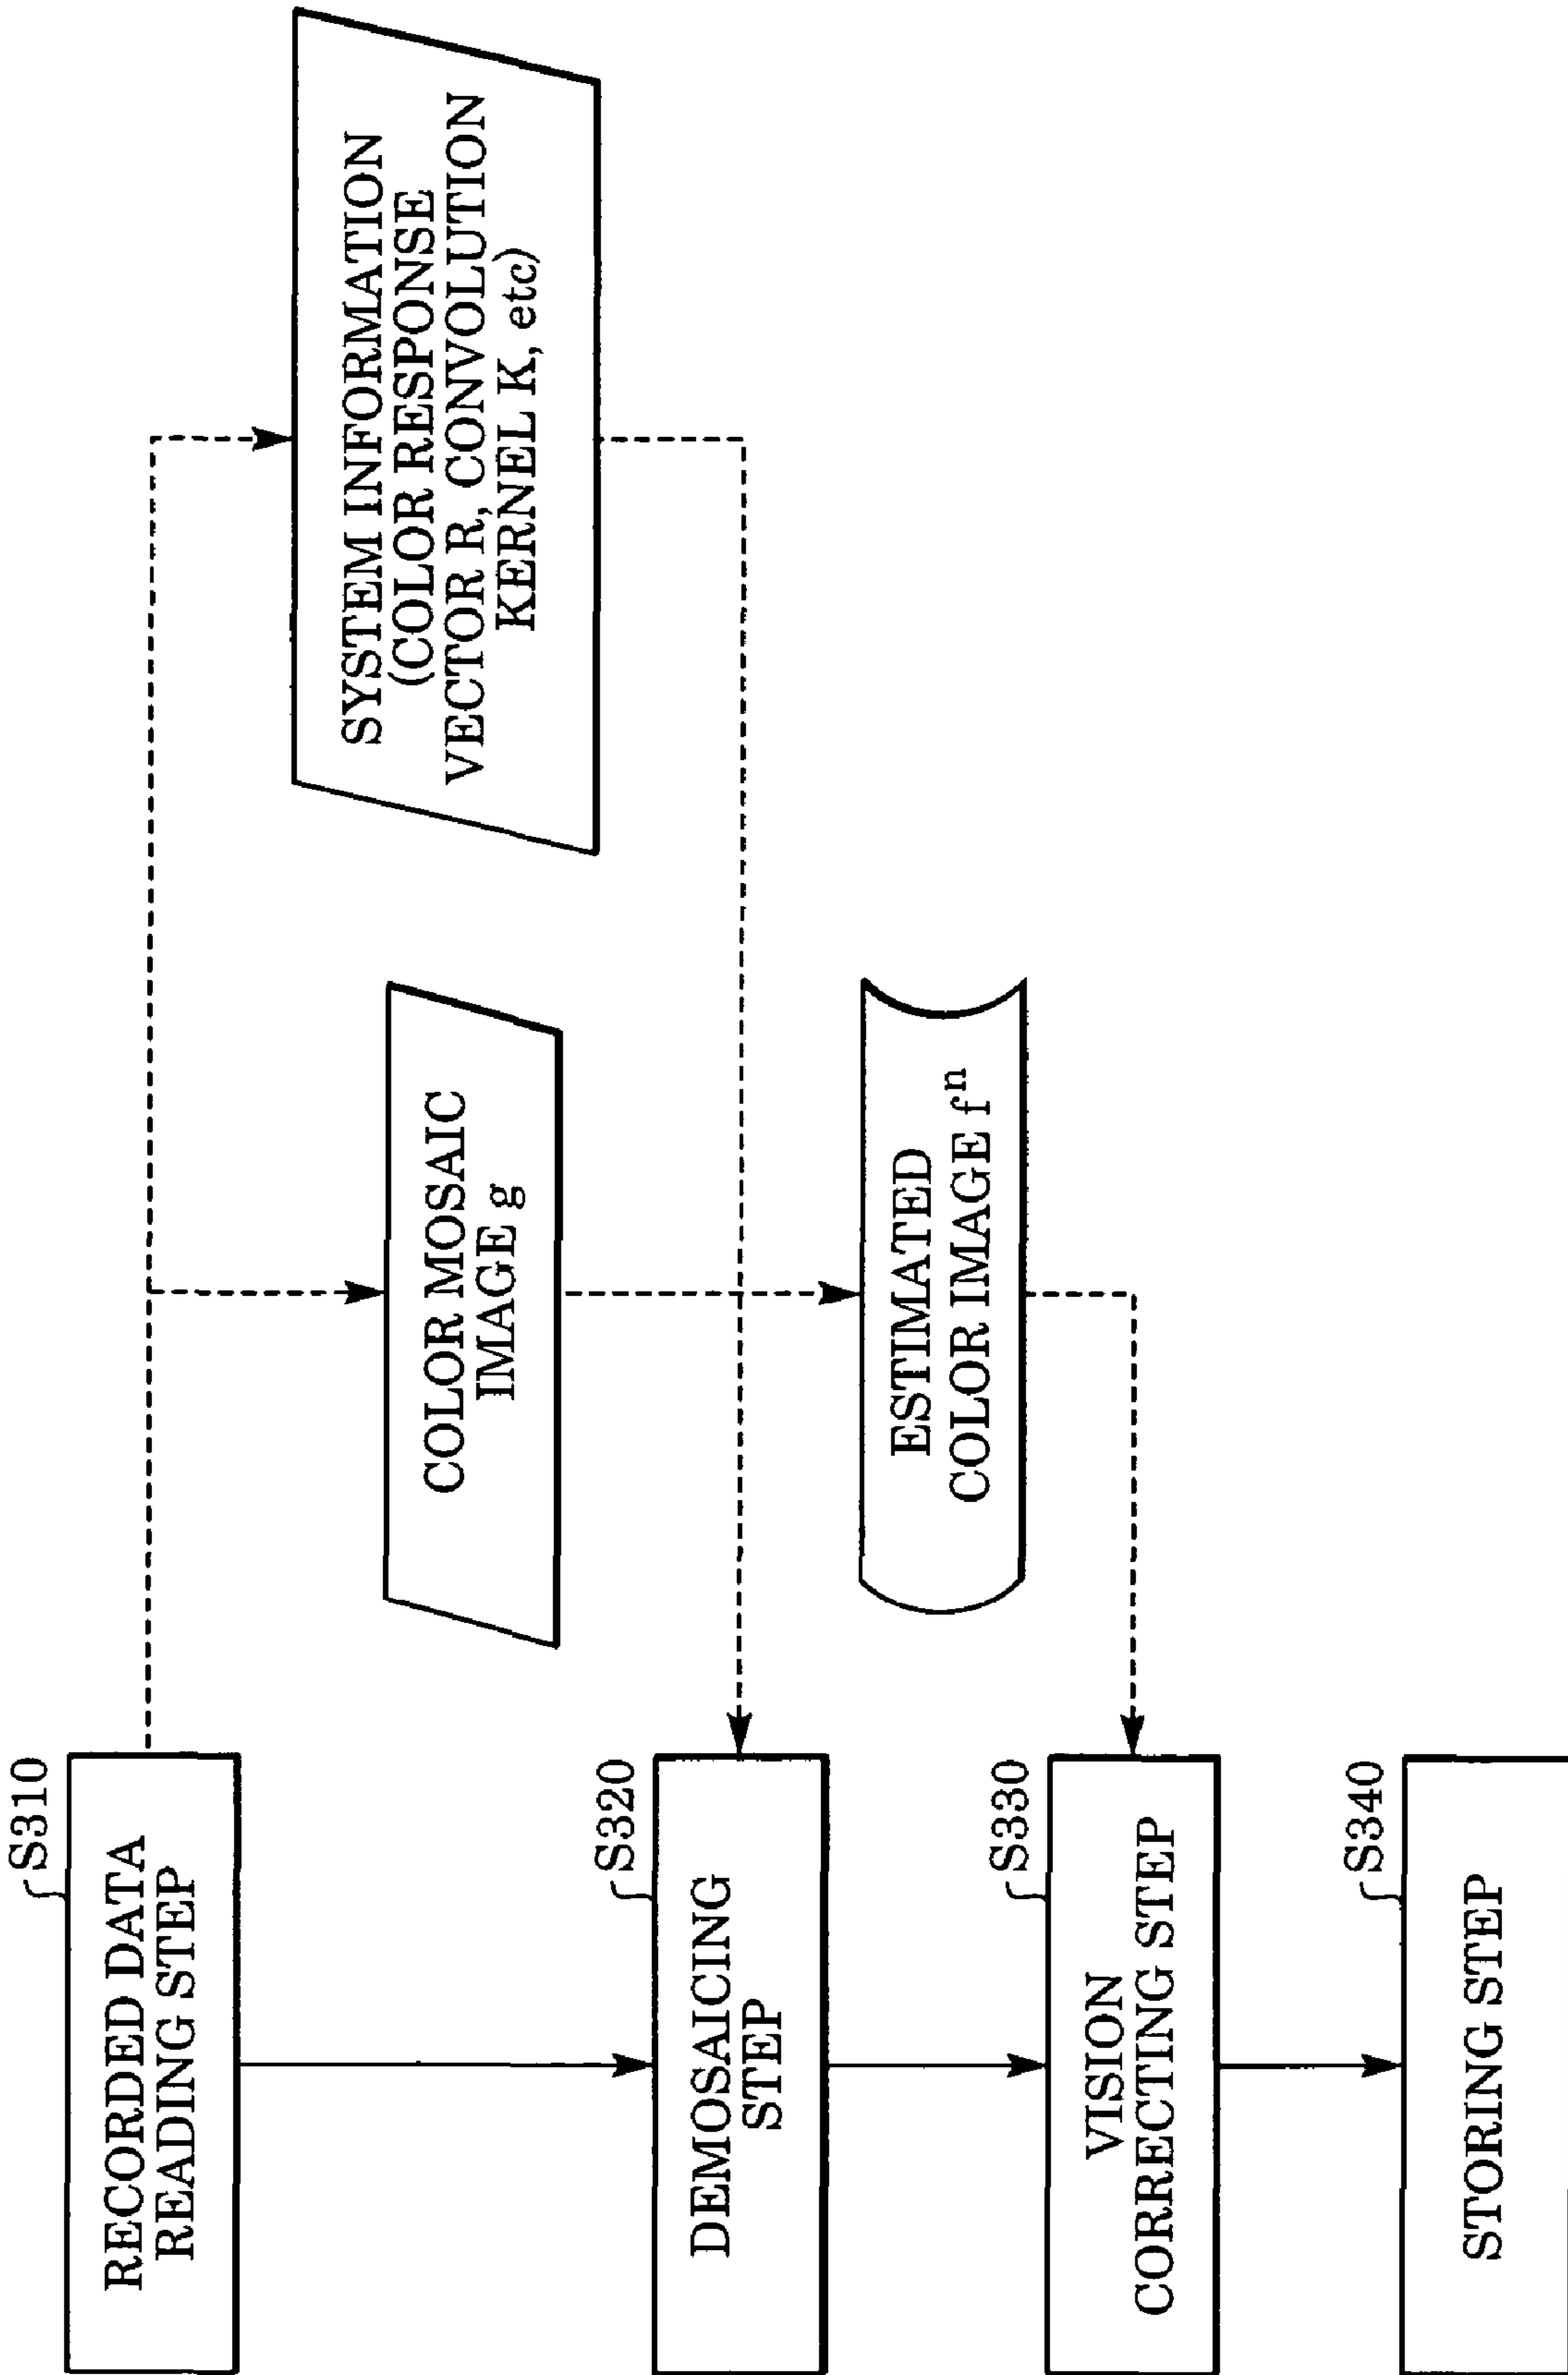 S310
RECORDED DATA
READING STEP
SYSTEM INFORMATION
(COLOR RESPONSE
VECTOR R, CONVOLUTION
KERNEL K, etc)
COLOR MOSAIC
IMAGE g
S320
DEMOSAICING
STEP
ESTIMATED
COLOR IMAGE fⁿ
S330
VISION
CORRECTING STEP
S340
STORING STEP